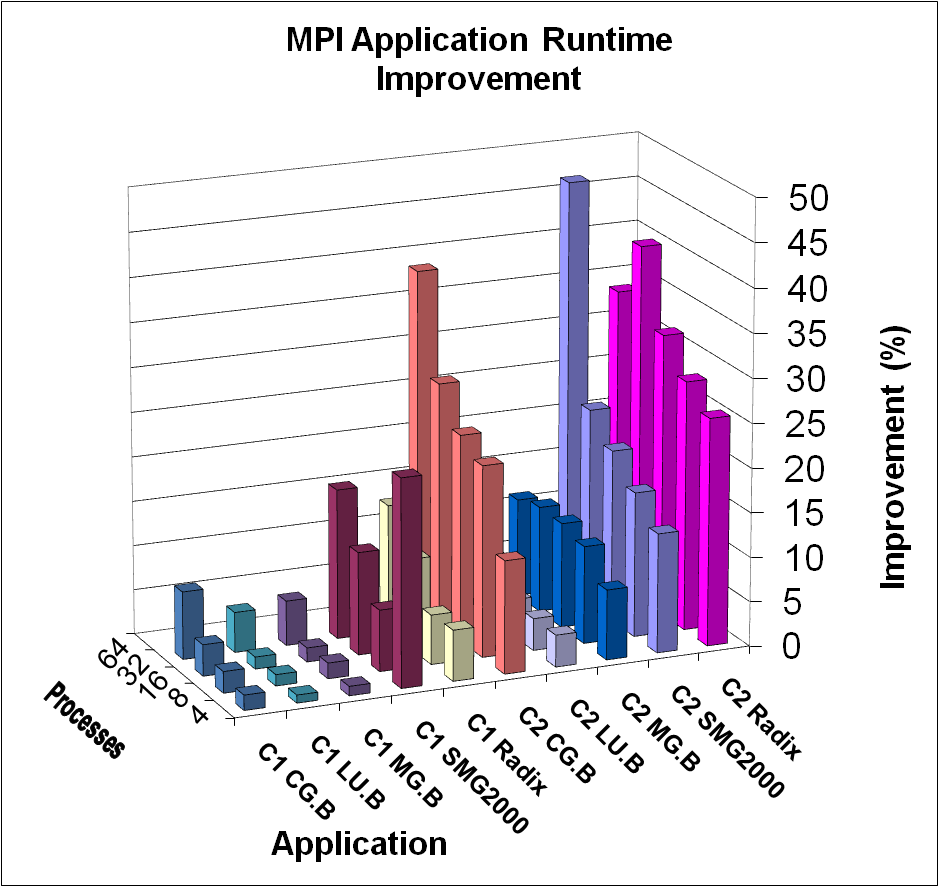 MPI Application Runtime
Improvement
50
45
40
35
30
25
20
15
10
5
0
Improvement (%)
64
32
16
8
4
Processes
C1 CG.B
C1 LU.B
C1 MG.B
C1 SMG2000
C1 Radix
C2 CG.B
C2 LU.B
C2 MG.B
C2 SMG2000
C2 Radix
Application